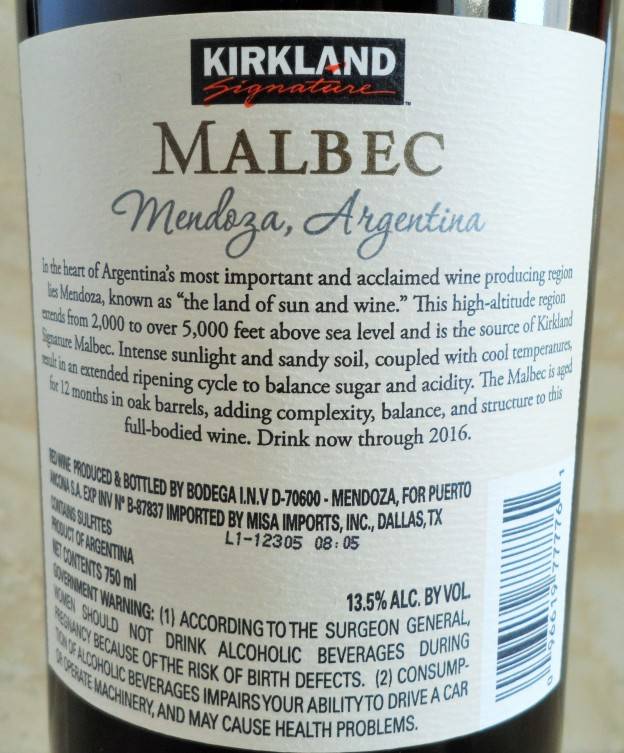 KIRKLAND
Signature
MALBEC
Mendoza, Argentina
In the heart of Argentina's most important and acclaimed wine producing region
lies Mendoza, known as “the land of sun and wine.” This high-altitude region
extends from 2,000 to over 5,000 feet above sea level and is the source of Kirkland
Signature Malbec. Intense sunlight and sandy soil, coupled with cool temperatures,
result in an extended ripening cycle to balance sugar and acidity. The Malbec is aged
for 12 months in oak barrels, adding complexity, balance, and structure to this
full-bodied wine. Drink now through 2016.
RED WINE PRODUCED & BOTTLED BY BODEGA I.N.V D-70600 - MENDOZA, FOR PUERTO
ANCONA S.A. EXP INV Nº B-87837 IMPORTED BY MISA IMPORTS, INC., DALLAS, TX
CONTAINS SULFITES
L1-12305 08:05
PRODUCT OF ARGENTINA
NET CONTENTS 750 ml
13.5% ALC. BY VOL.
GOVERNMENT WARNING: (1) ACCORDING TO THE SURGEON GENERAL,
WOMEN SHOULD NOT DRINK ALCOHOLIC BEVERAGES DURING
PREGNANCY BECAUSE OF THE RISK OF BIRTH DEFECTS. (2) CONSUMP-
TION OF ALCOHOLIC BEVERAGES IMPAIRS YOUR ABILITY TO DRIVE A CAR
OR OPERATE MACHINERY, AND MAY CAUSE HEALTH PROBLEMS.
0 96619 77776 1